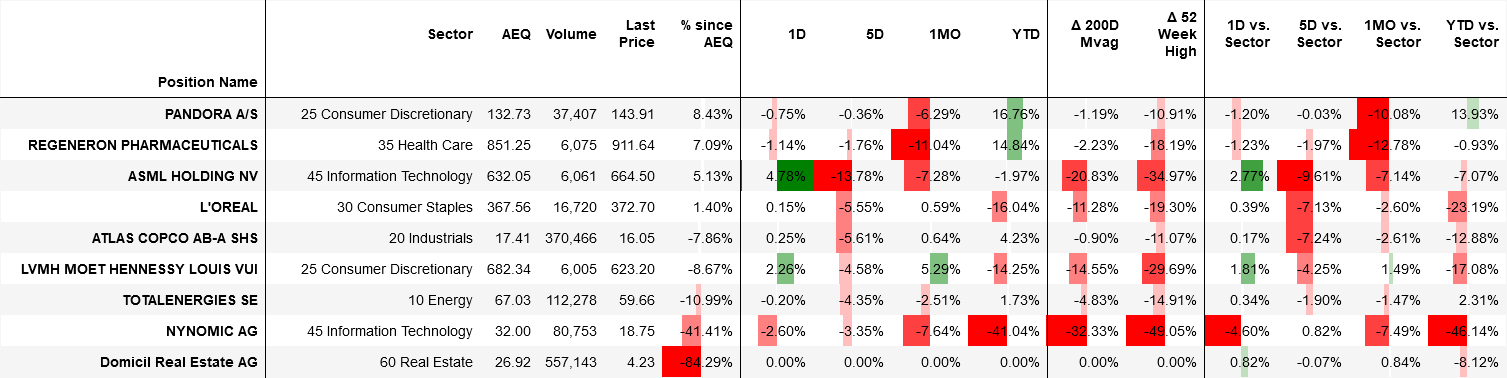 Position Name Sector AEQ Volume Last Price % since AEQ 1D 5D 1MO YTD Δ 200D Mvag Δ 52 Week High 1D vs. Sector 5D vs. Sector 1MO vs. Sector YTD vs. Sector
PANDORA A/S 25 Consumer Discretionary 132.73 37,407 143.91 8.43% -0.75% -0.36% -6.29% 16.76% -1.19% -10.91% -1.20% -0.03% -10.08% 13.93%
REGENERON PHARMACEUTICALS 35 Health Care 851.25 6,075 911.64 7.09% -1.14% -1.76% -11.04% 14.84% -2.23% -18.19% -1.23% -1.97% -12.78% -0.93%
ASML HOLDING NV 45 Information Technology 632.05 6,061 664.50 5.13% 4.78% -13.78% -7.28% -1.97% -20.83% -34.97% 2.77% -9.61% -7.14% -7.07%
L'OREAL 30 Consumer Staples 367.56 16,720 372.70 1.40% 0.15% -5.55% 0.59% -16.04% -11.28% -19.30% 0.39% -7.13% -2.60% -23.19%
ATLAS COPCO AB-A SHS 20 Industrials 17.41 370,466 16.05 -7.86% 0.25% -5.61% 0.64% 4.23% -0.90% -11.07% 0.17% -7.24% -2.61% -12.88%
LVMH MOET HENNESSY LOUIS VUI 25 Consumer Discretionary 682.34 6,005 623.20 -8.67% 2.26% -4.58% 5.29% -14.25% -14.55% -29.69% 1.81% -4.25% 1.49% -17.08%
TOTALENERGIES SE 10 Energy 67.03 112,278 59.66 -10.99% -0.20% -4.35% -2.51% 1.73% -4.83% -14.91% 0.34% -1.90% -1.47% 2.31%
NYNOMIC AG 45 Information Technology 32.00 80,753 18.75 -41.41% -2.60% -3.35% -7.64% -41.04% -32.33% -49.05% -4.60% 0.82% -7.49% -46.14%
Domicil Real Estate AG 60 Real Estate 26.92 557,143 4.23 -84.29% 0.00% 0.00% 0.00% 0.00% 0.00% 0.00% 0.82% -0.07% 0.84% -8.12%